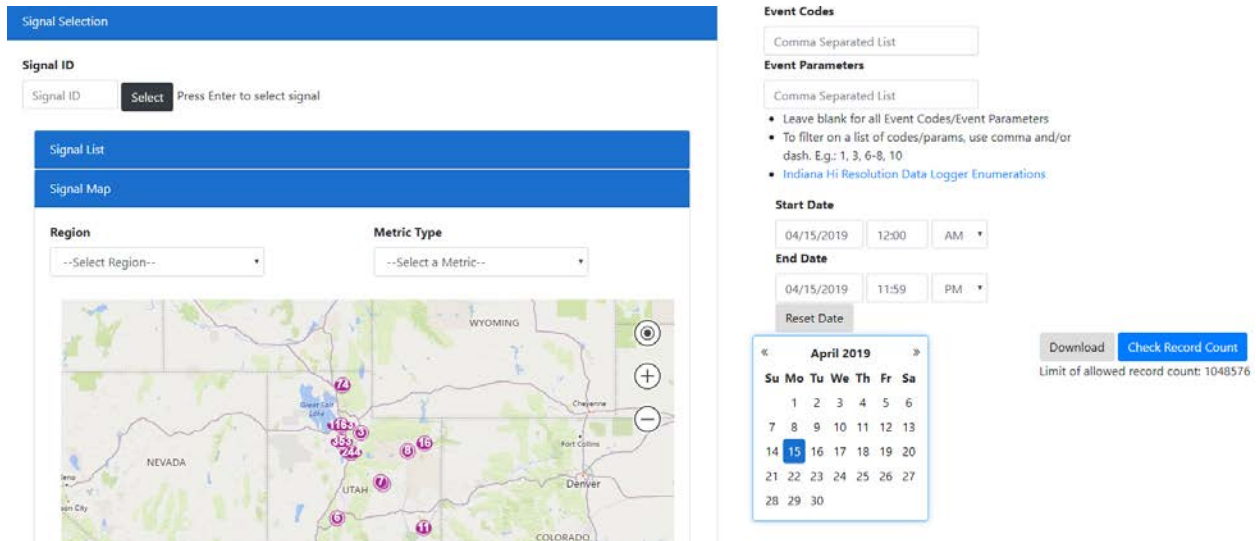 Signal Selection
Signal ID
Signal ID
Select
Press Enter to select signal
Signal List
Signal Map
Region
Metric Type
--Select Region--
--Select a Metric--
WYOMING
74
Great Salt
Lake
Cheyenne
1163
3
353
244
8
16
Fort Collins
NEVADA
7
UTAH
Denver
6
11
COLORADO
Event Codes
Comma Separated List
Event Parameters
Comma Separated List
• Leave blank for all Event Codes/Event Parameters
• To filter on a list of codes/params, use comma and/or
dash. E.g.: 1, 3, 6-8, 10
• Indiana Hi Resolution Data Logger Enumerations
Start Date
04/15/2019 12:00 AM
End Date
04/15/2019 11:59 PM
Reset Date
« April 2019 »
Su Mo Tu We Th Fr Sa
1 2 3 4 5 6
7 8 9 10 11 12 13
14 15 16 17 18 19 20
21 22 23 24 25 26 27
28 29 30
Download
Check Record Count
Limit of allowed record count: 1048576